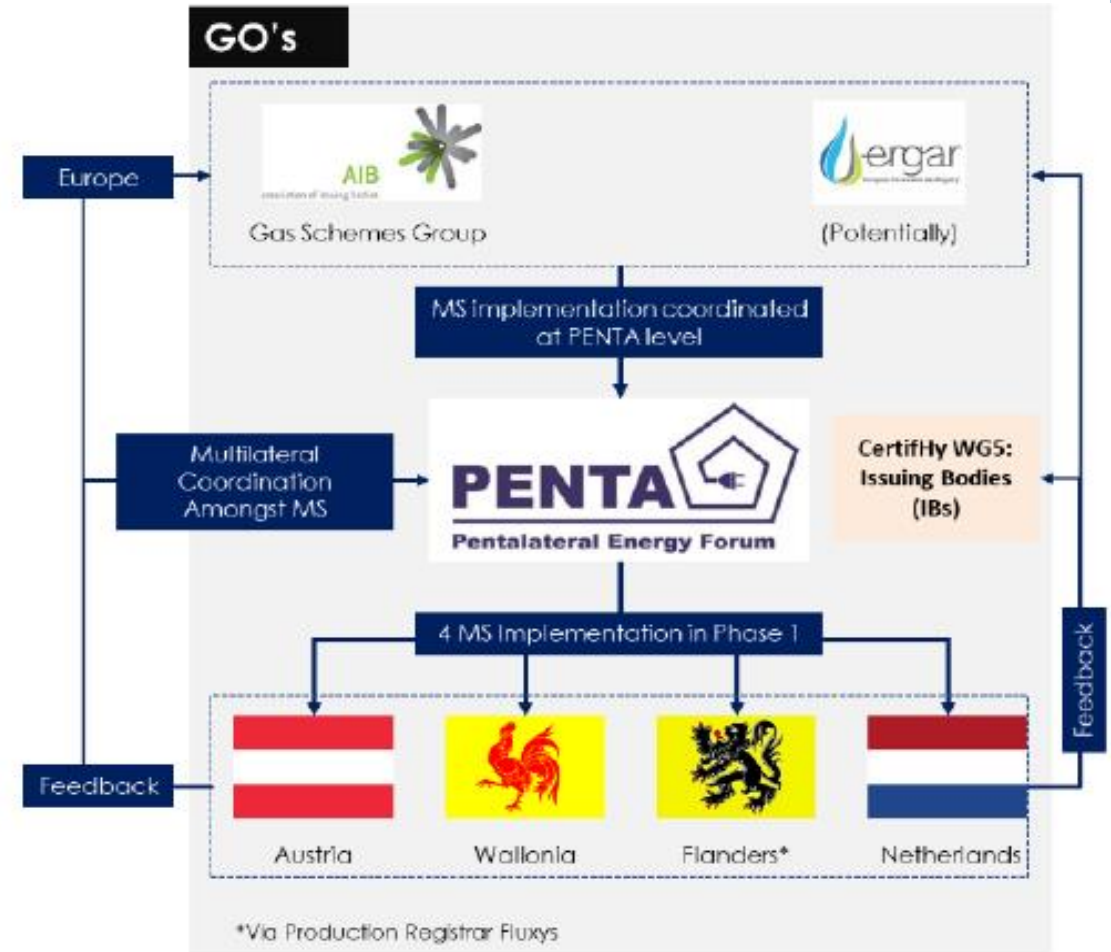 GO's
AIB
association of issuing bodies
Gas Schemes Group
ergar
(Potentially)
Europe
MS implementation coordinated
at PENTA level
Multilateral
Coordination
Amongst MS
PENTA
Pentalateral Energy Forum
CertifHy WG5:
Issuing Bodies
(IBs)
4 MS Implementation in Phase 1
Feedback
Feedback
Austria
Wallonia
Flanders*
Netherlands
*Via Production Registrar Fluxys